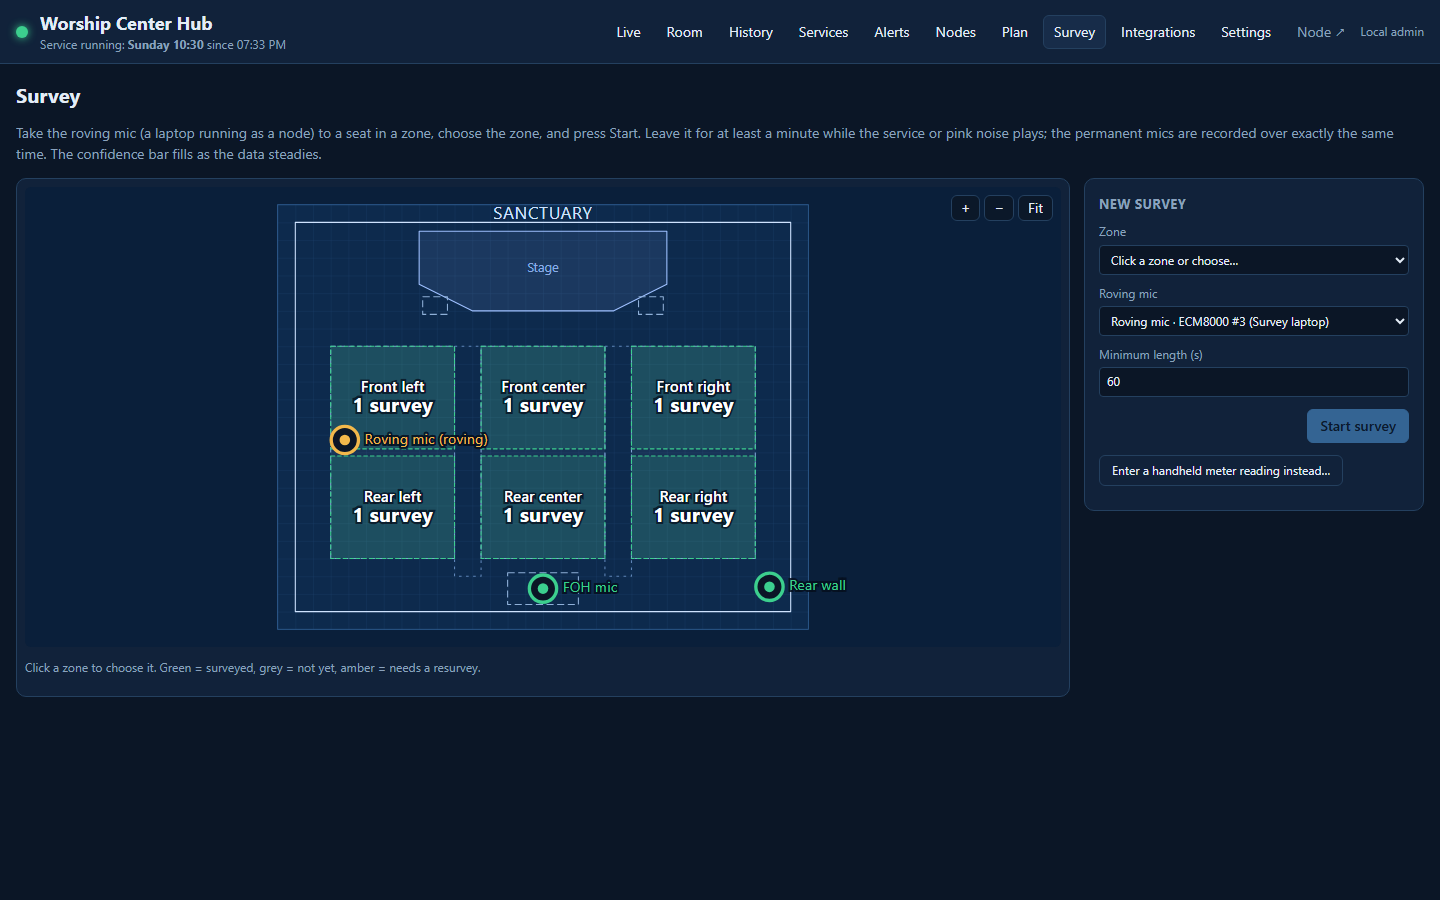 Worship Center Hub
Service running: Sunday 10:30 since 07:33 PM
Live Room History Services Alerts Nodes Plan Survey Integrations Settings Node ↗ Local admin
Survey
Take the roving mic (a laptop running as a node) to a seat in a zone, choose the zone, and press Start. Leave it for at least a minute while the service or pink noise plays; the permanent mics are recorded over exactly the same
time. The confidence bar fills as the data steadies.
+ − Fit
SANCTUARY
Stage
Front left
1 survey
Front center
1 survey
Front right
1 survey
Roving mic (roving)
Rear left
1 survey
Rear center
1 survey
Rear right
1 survey
FOH mic
Rear wall
Click a zone to choose it. Green = surveyed, grey = not yet, amber = needs a resurvey.
NEW SURVEY
Zone
Click a zone or choose...
Roving mic
Roving mic · ECM8000 #3 (Survey laptop)
Minimum length (s)
60
Start survey
Enter a handheld meter reading instead...